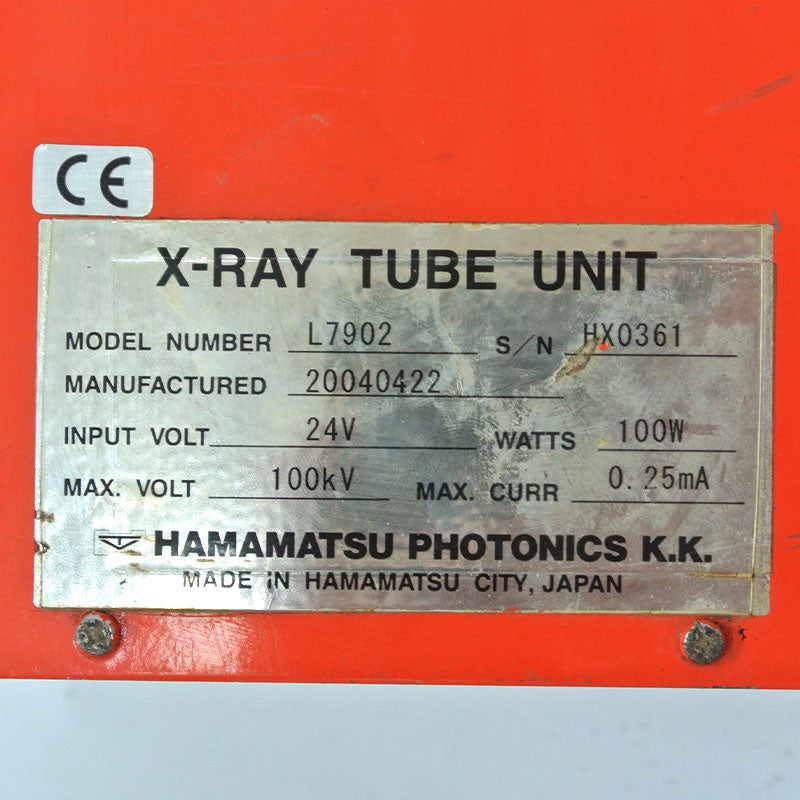 CE
X-RAY TUBE UNIT
MODEL NUMBER L7902 S/N HX0361
MANUFACTURED 20040422
INPUT VOLT 24V WATTS 100W
MAX. VOLT 100kV MAX. CURR 0.25mA
HAMAMATSU PHOTONICS K.K.
MADE IN HAMAMATSU CITY, JAPAN